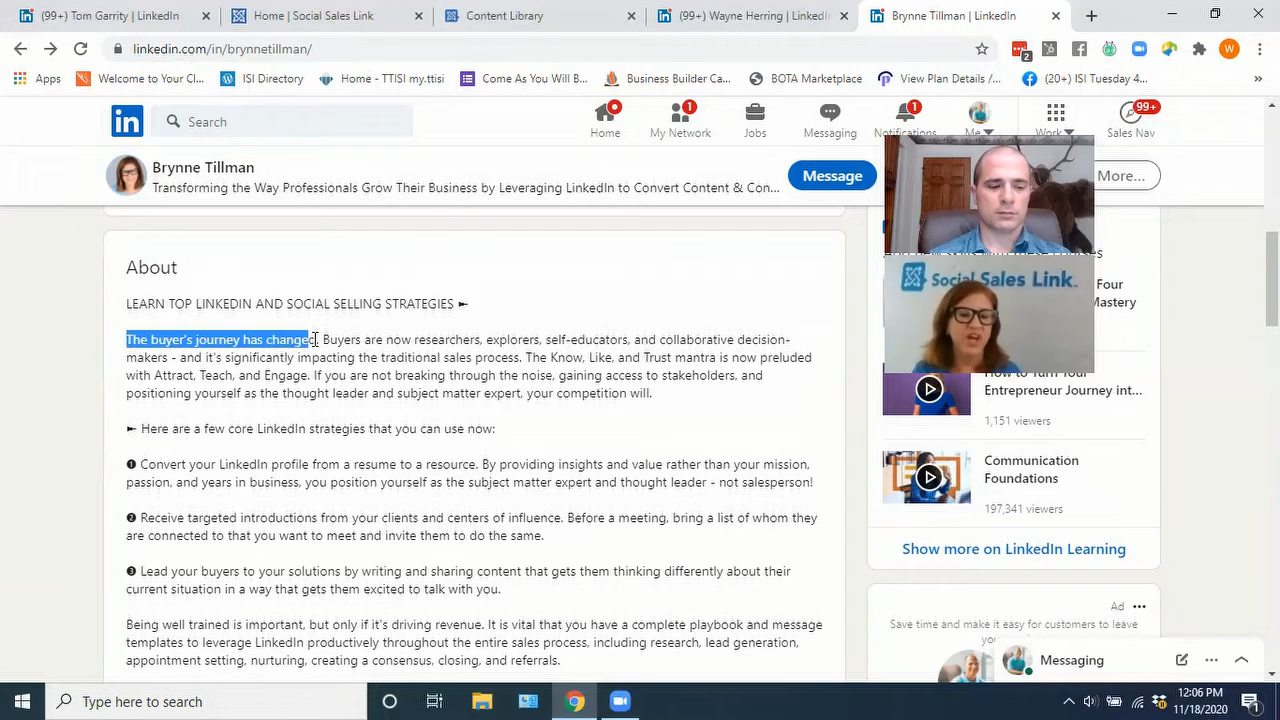 (99+) Tom Garrity | LinkedIn
Home | Social Sales Link
Content Library
(99+) Wayne Herring | LinkedIn
Brynne Tillman | LinkedIn
linkedin.com/in/brynnetillman/
2
W
Apps
Welcome to Your Cl...
ISI Directory
Home - TTISI my.ttisi
Come As You Will B...
Business Builder Ca...
BOTA Marketplace
View Plan Details /...
(20+) ISI Tuesday 4...
»
in
Search
Home
1
My Network
Jobs
Messaging
1
Notifications
Me
Work
99+
Sales Nav
Brynne Tillman
Transforming the Way Professionals Grow Their Business by Leveraging LinkedIn to Convert Content & Con...
Message
More...
About
LEARN TOP LINKEDIN AND SOCIAL SELLING STRATEGIES ►
The buyer's journey has changed. Buyers are now researchers, explorers, self-educators, and collaborative decision-
makers - and it's significantly impacting the traditional sales process. The Know, Like, and Trust mantra is now preluded
with Attract, Teach, and Engage. If you are not breaking through the noise, gaining access to stakeholders, and
positioning yourself as the thought leader and subject matter expert, your competition will.
► Here are a few core LinkedIn Strategies that you can use now:
❶ Convert your LinkedIn profile from a resume to a resource. By providing insights and value rather than your mission,
passion, and years in business, you position yourself as the subject matter expert and thought leader - not salesperson!
❷ Receive targeted introductions from your clients and centers of influence. Before a meeting, bring a list of whom they
are connected to that you want to meet and invite them to do the same.
❸ Lead your buyers to your solutions by writing and sharing content that gets them thinking differently about their
current situation in a way that gets them excited to talk with you.
Being well trained is important, but only if it's driving revenue. It is vital that you have a complete playbook and message
templates to leverage LinkedIn productively throughout the entire sales process, including research, lead generation,
appointment setting, nurturing, creating a consensus, closing, and referrals.
Social Sales Link
Four
Mastery
How to Turn Your
Entrepreneur Journey int...
1,151 viewers
Communication
Foundations
197,341 viewers
Show more on LinkedIn Learning
Ad
Save time and make it easy for customers to leave
Messaging
Type here to search
12:06 PM
11/18/2020
1